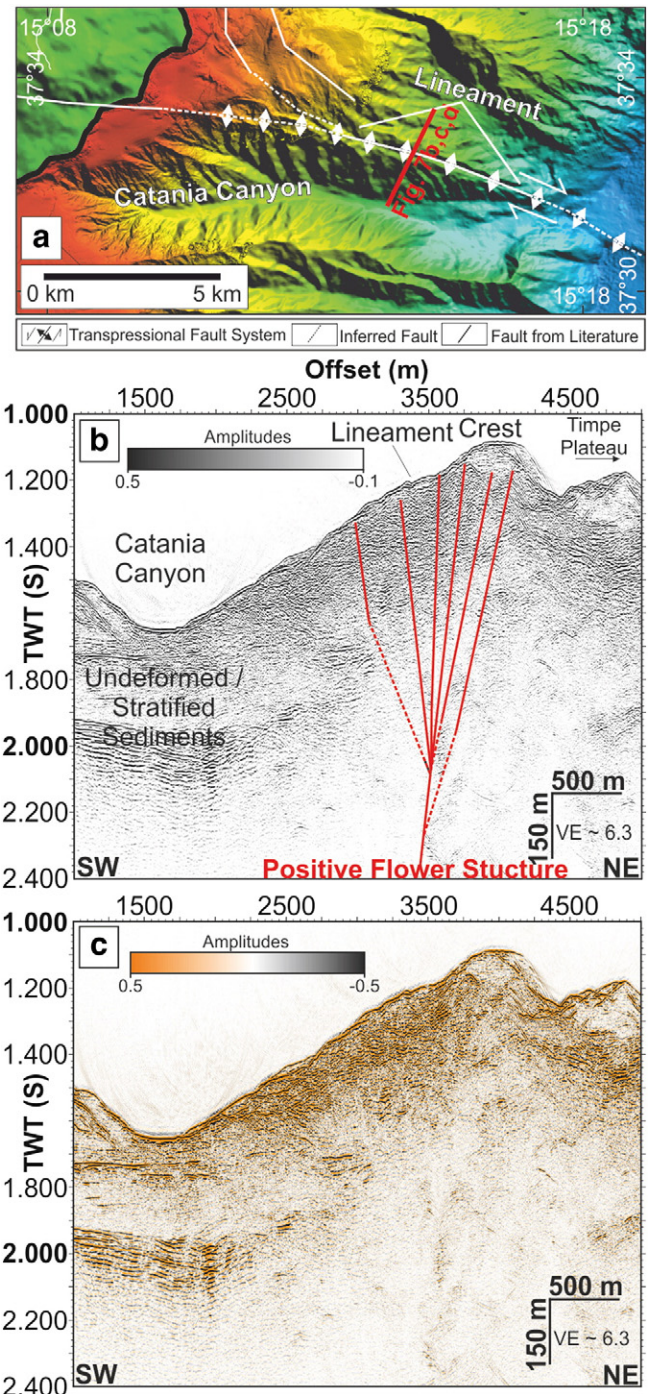 15°08
15°18
37°34
37°34
Lineament
Fig. 7b,c,d
Catania Canyon
a
0 km 5 km
15°18
37°30
Transpressional Fault System Inferred Fault Fault from Literature
Offset (m)
1500 2500 3500 4500
1.000
b
Amplitudes
0.5 -0.1
Lineament Crest
Timpe
Plateau
1.200
1.400
Catania
Canyon
TWT (S)
1.800
Undeformed /
Stratified
Sediments
2.000
2.200
500 m
150 m
VE ~ 6.3
2.400
SW
Positive Flower Stucture
NE
1500 2500 3500 4500
1.000
c
Amplitudes
0.5 -0.5
1.200
1.400
TWT (S)
1.800
2.000
2.200
500 m
150 m
VE ~ 6.3
2.400
SW
NE